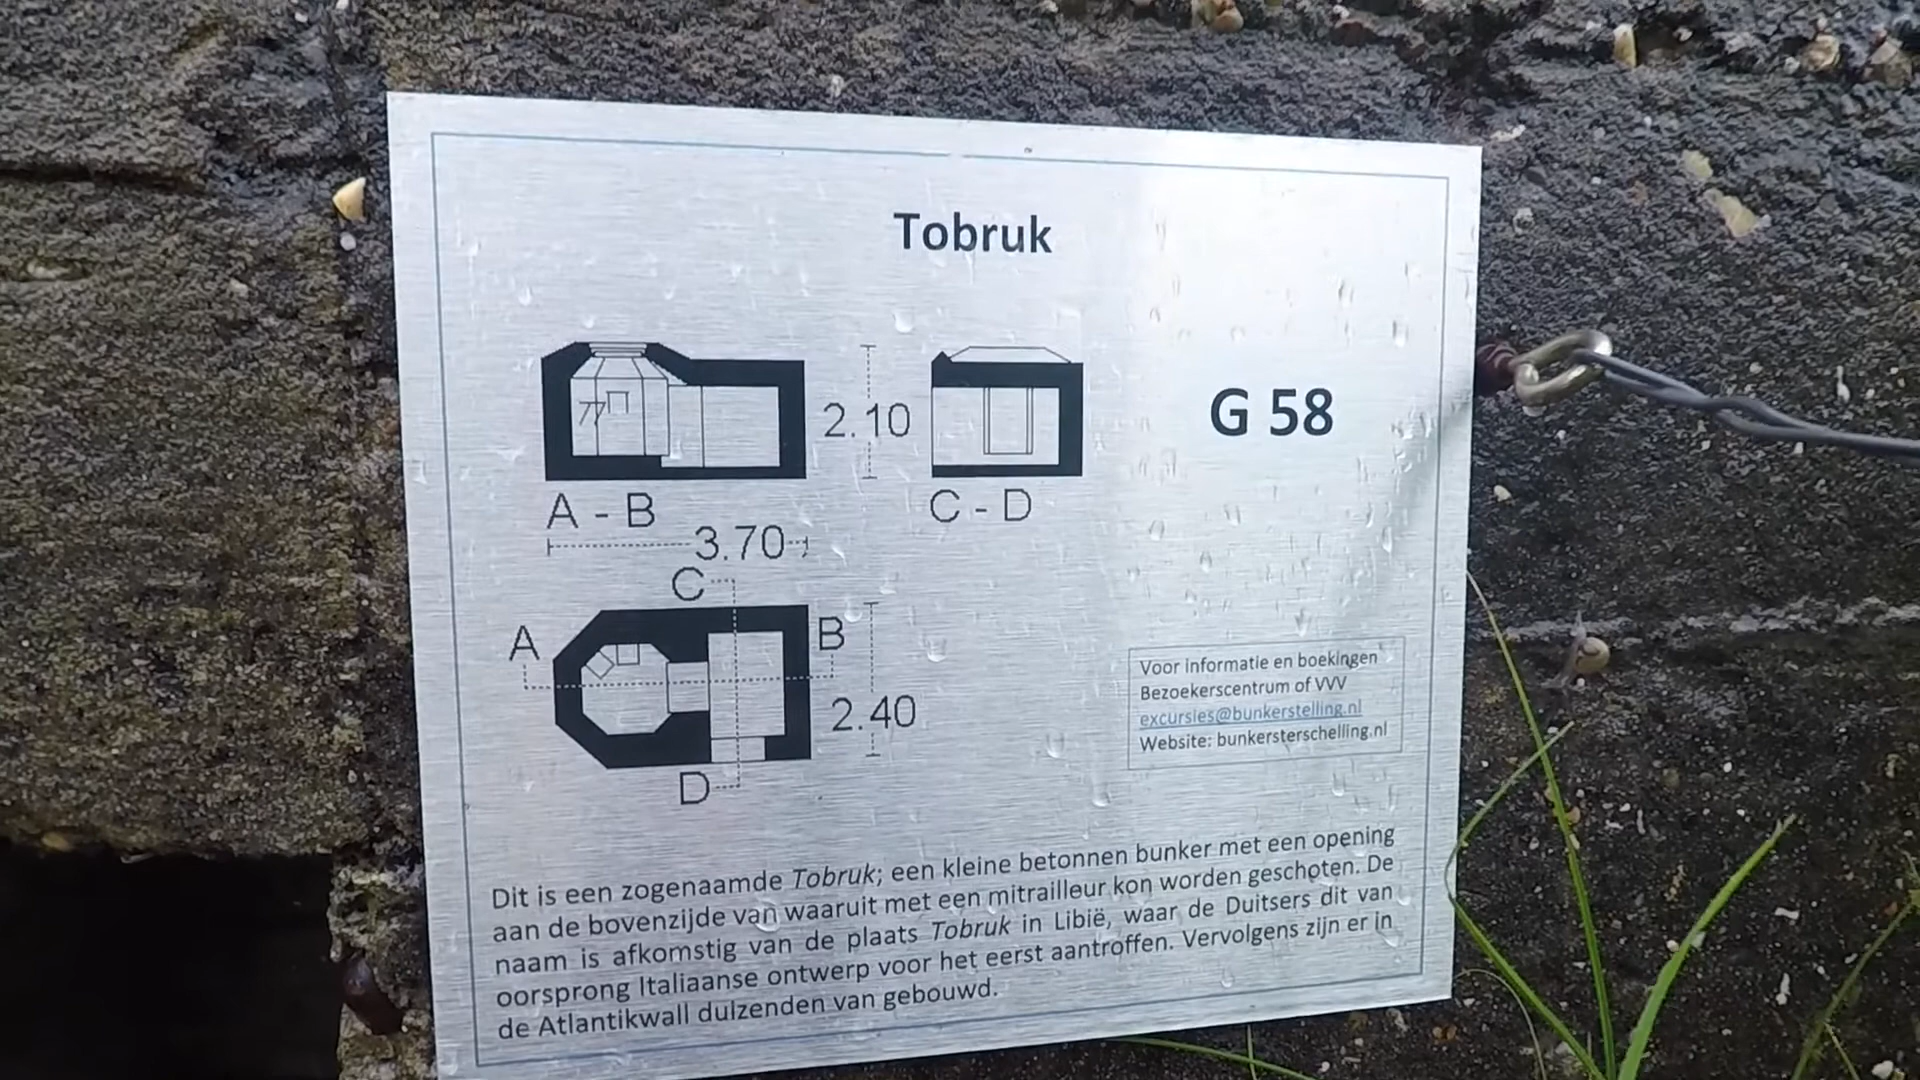 Tobruk
2.10
G 58
A - B
C - D
3.70
C
A
B
2.40
D
Voor informatie en boekingen
Bezoekerscentrum of VVV
excursies@bunkerstelling.nl
Website: bunkersterschelling.nl
Dit is een zogenaamde Tobruk; een kleine betonnen bunker met een opening
aan de bovenzijde van waaruit met een mitrailleur kon worden geschoten. De
naam is afkomstig van de plaats Tobruk in Libië, waar de Duitsers dit van
oorsprong Italiaanse ontwerp voor het eerst aantroffen. Vervolgens zijn er in
de Atlantikwall duizenden van gebouwd.